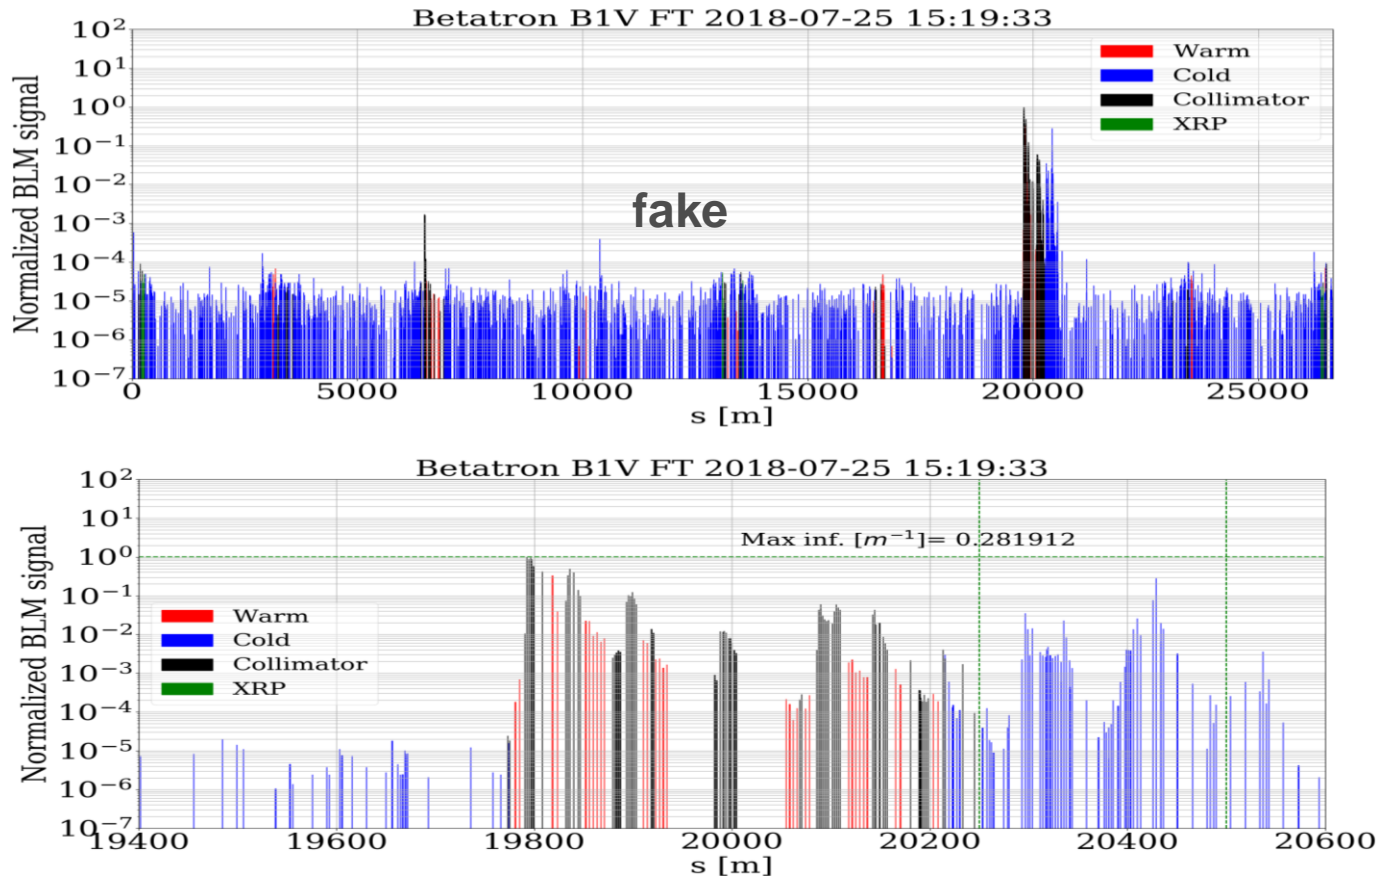 Betatron B1V FT 2018-07-25 15:19:33
Normalized BLM signal
10^2
10^1
10^0
10^-1
10^-2
10^-3
10^-4
10^-5
10^-6
10^-7
Warm
Cold
Collimator
XRP
fake
0 5000 10000 15000 20000 25000
s [m]
Betatron B1V FT 2018-07-25 15:19:33
Normalized BLM signal
10^2
10^1
10^0
10^-1
10^-2
10^-3
10^-4
10^-5
10^-6
10^-7
Max inf. [m^-1]= 0.281912
Warm
Cold
Collimator
XRP
19400 19600 19800 20000 20200 20400 20600
s [m]